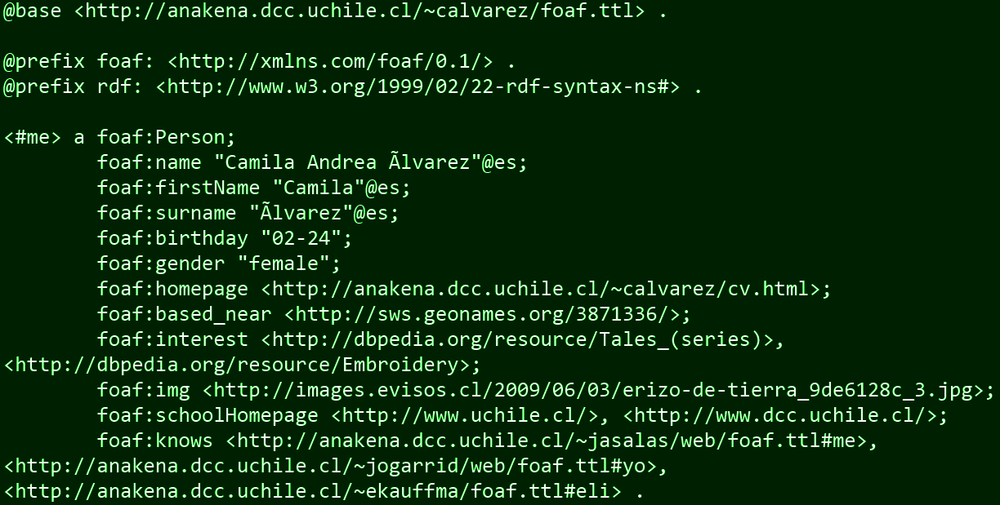 @base <http://anakena.dcc.uchile.cl/~calvarez/foaf.ttl> .
@prefix foaf: <http://xmlns.com/foaf/0.1/> .
@prefix rdf: <http://www.w3.org/1999/02/22-rdf-syntax-ns#> .
<#me> a foaf:Person;
foaf:name "Camila Andrea Ãlvarez"@es;
foaf:firstName "Camila"@es;
foaf:surname "Ãlvarez"@es;
foaf:birthday "02-24";
foaf:gender "female";
foaf:homepage <http://anakena.dcc.uchile.cl/~calvarez/cv.html>;
foaf:based_near <http://sws.geonames.org/3871336/>;
foaf:interest <http://dbpedia.org/resource/Tales_(series)>,
<http://dbpedia.org/resource/Embroidery>;
foaf:img <http://images.evisos.cl/2009/06/03/erizo-de-tierra_9de6128c_3.jpg>;
foaf:schoolHomepage <http://www.uchile.cl/>, <http://www.dcc.uchile.cl/>;
foaf:knows <http://anakena.dcc.uchile.cl/~jasalas/web/foaf.ttl#me>,
<http://anakena.dcc.uchile.cl/~jogarrid/web/foaf.ttl#yo>,
<http://anakena.dcc.uchile.cl/~ekauffma/foaf.ttl#eli> .